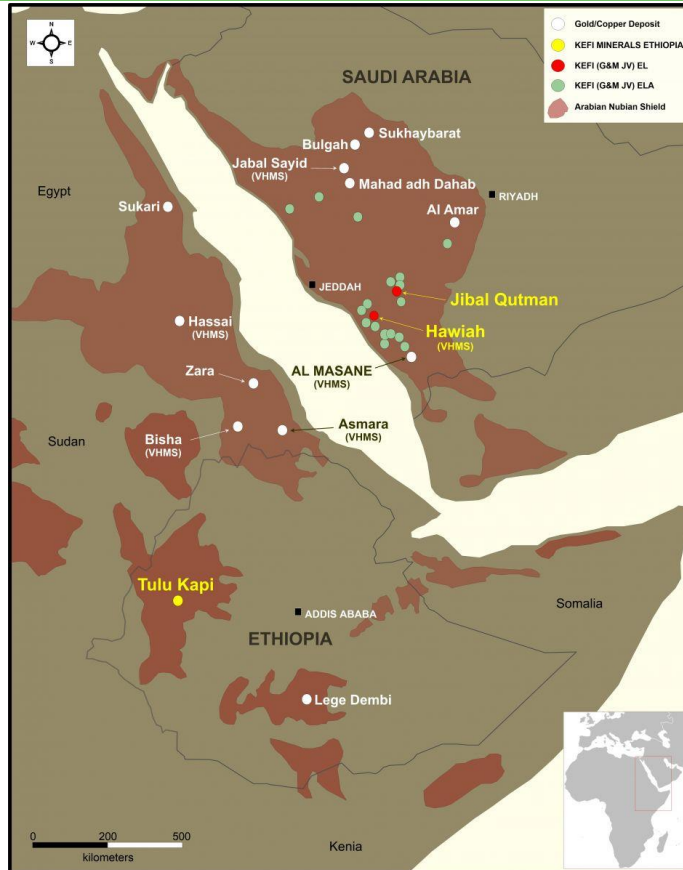 N
W
E
S
Gold/Copper Deposit
KEFI MINERALS ETHIOPIA
KEFI (G&M JV) EL
KEFI (G&M JV) ELA
Arabian Nubian Shield
SAUDI ARABIA
Sukhaybarat
Bulgah
Jabal Sayid
(VHMS)
Mahad adh Dahab
RIYADH
Egypt
Sukari
Al Amar
JEDDAH
Jibal Qutman
Hassai
(VHMS)
Hawiah
(VHMS)
AL MASANE
(VHMS)
Zara
Sudan
Bisha
(VHMS)
Asmara
(VHMS)
Tulu Kapi
ADDIS ABABA
Somalia
ETHIOPIA
Lege Dembi
0 200 500
kilometers
Kenia